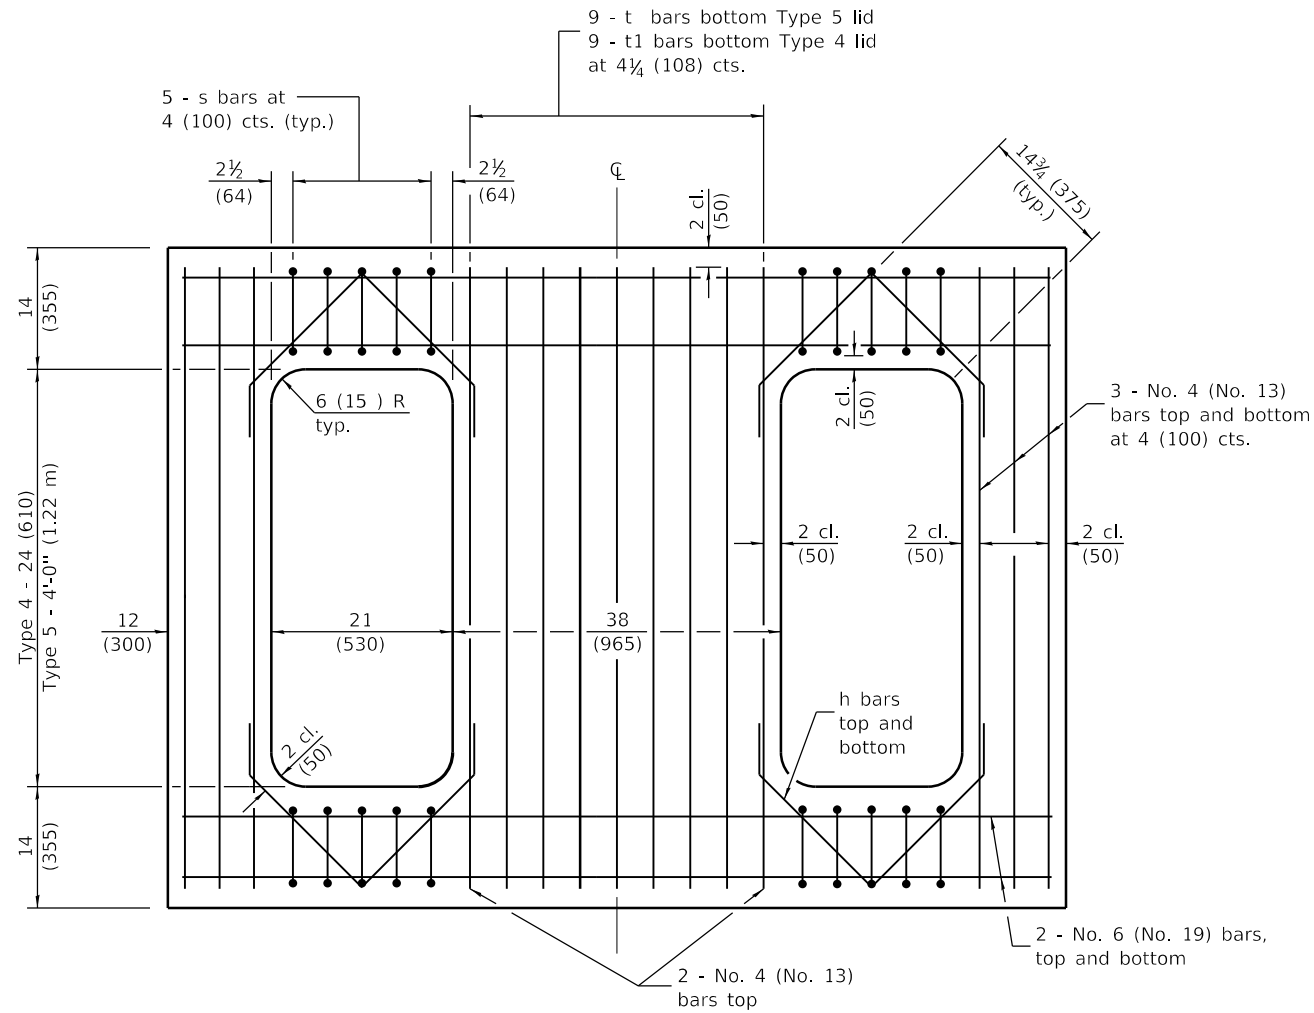 9 - t bars bottom Type 5 lid
9 - t1 bars bottom Type 4 lid
at 4¼ (108) cts.
5 - s bars at
4 (100) cts. (typ.)
2½
(64)
2½
(64)
℄
2 cl.
(50)
14¾ (375)
(typ.)
14
(355)
6 (15 ) R
typ.
2 cl.
(50)
3 - No. 4 (No. 13)
bars top and bottom
at 4 (100) cts.
Type 4 - 24 (610)
Type 5 - 4'-0" (1.22 m)
2 cl.
(50)
2 cl.
(50)
2 cl.
(50)
12
(300)
21
(530)
38
(965)
h bars
top and
bottom
2 cl.
(50)
14
(355)
2 - No. 6 (No. 19) bars,
top and bottom
2 - No. 4 (No. 13)
bars top